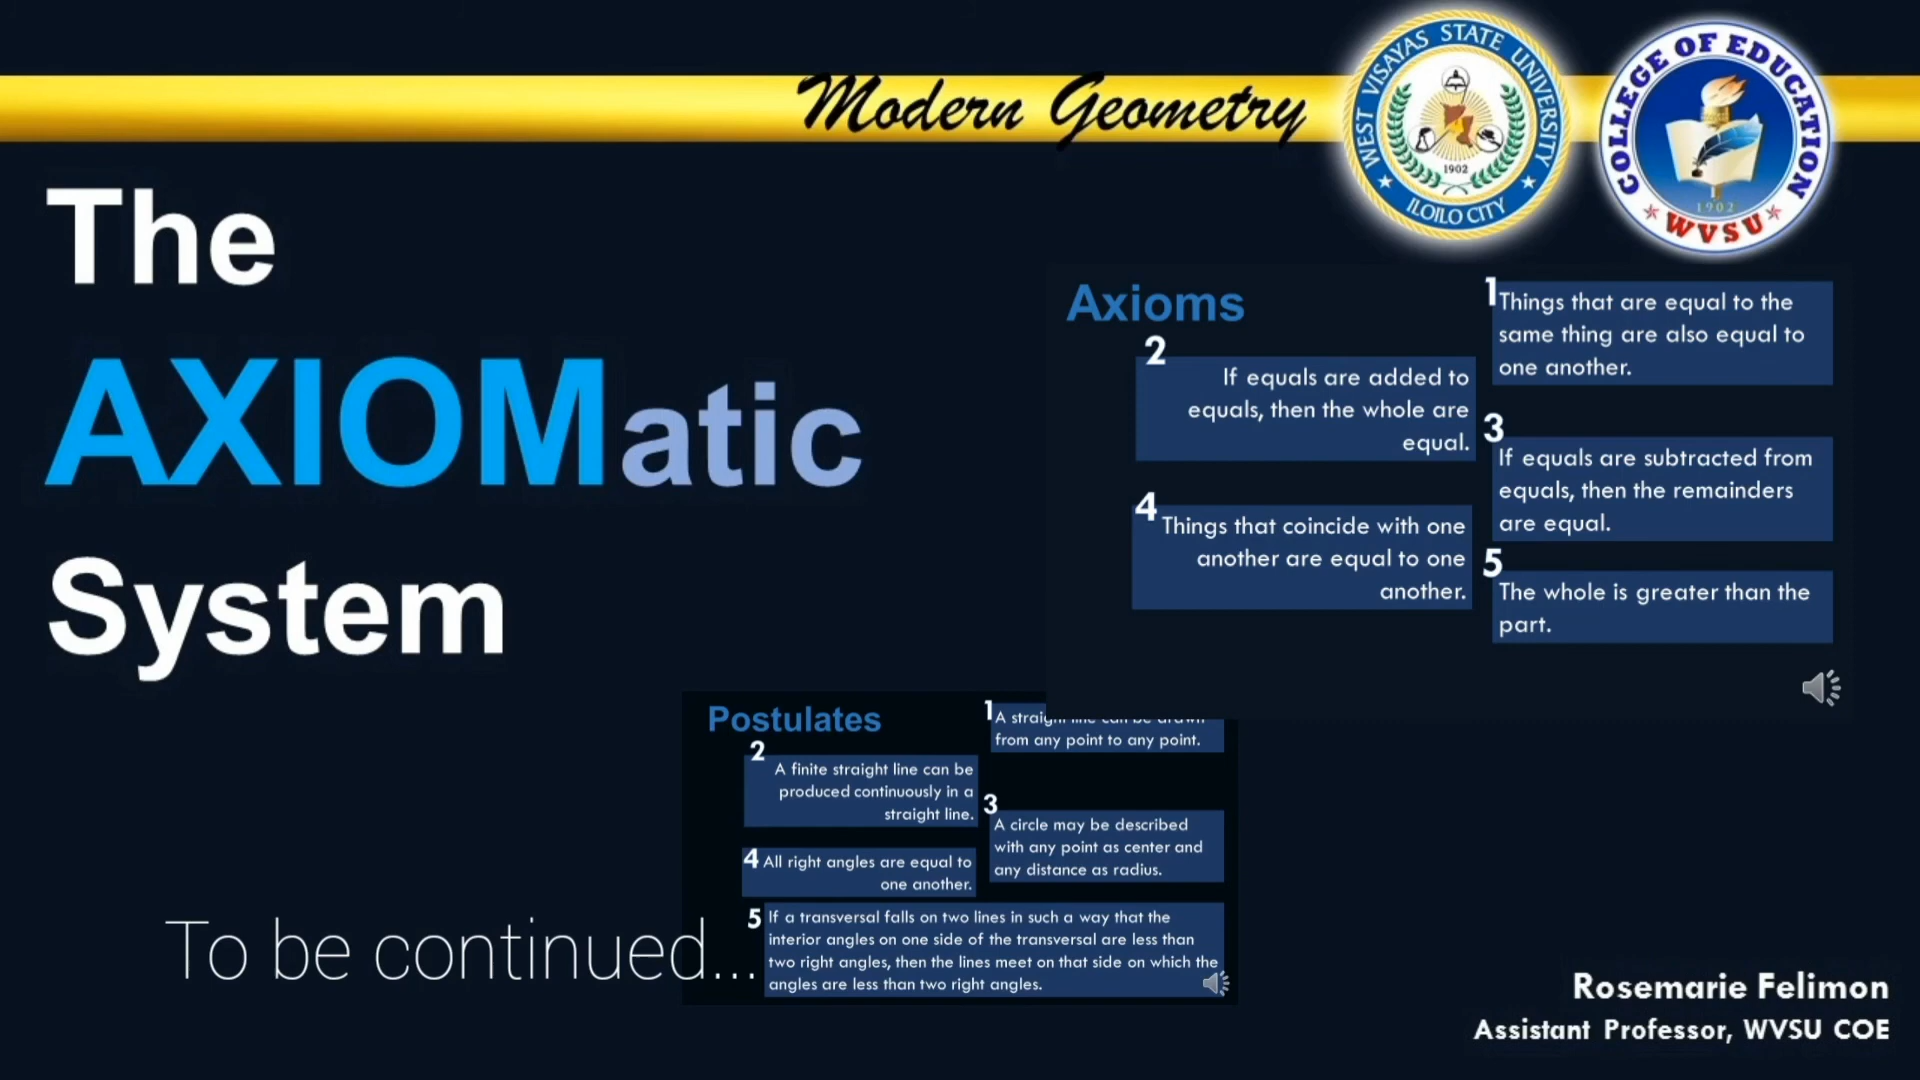 Modern Geometry
WEST VISAYAS STATE UNIVERSITY
1902
ILOILO CITY
COLLEGE OF EDUCATION
1902
WVSU
The
AXIOMatic
System
Axioms
1
Things that are equal to the
same thing are also equal to
one another.
2
If equals are added to
equals, then the whole are
equal.
3
If equals are subtracted from
equals, then the remainders
are equal.
4
Things that coincide with one
another are equal to one
another.
5
The whole is greater than the
part.
Postulates
1
A straight line can be drawn
from any point to any point.
2
A finite straight line can be
produced continuously in a
straight line.
3
A circle may be described
with any point as center and
any distance as radius.
4 All right angles are equal to
one another.
5 If a transversal falls on two lines in such a way that the
interior angles on one side of the transversal are less than
two right angles, then the lines meet on that side on which the
angles are less than two right angles.
To be continued...
Rosemarie Felimon
Assistant Professor, WVSU COE